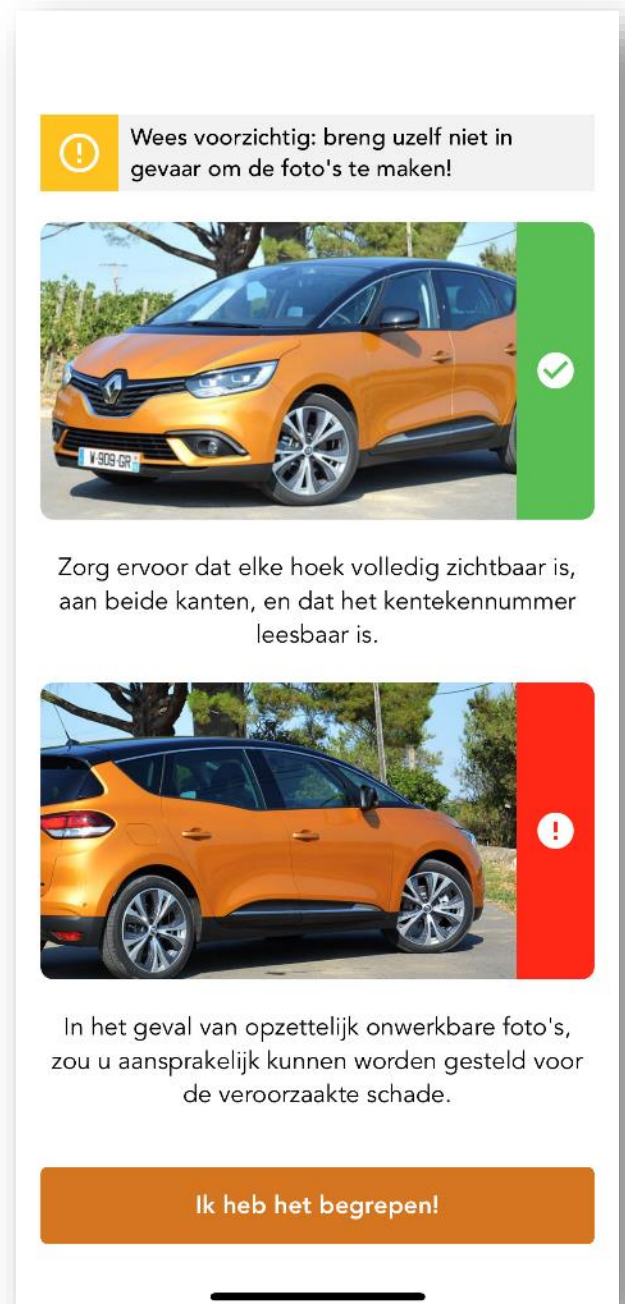 Wees voorzichtig: breng uzelf niet in
gevaar om de foto's te maken!
W-909-GR
Zorg ervoor dat elke hoek volledig zichtbaar is,
aan beide kanten, en dat het kentekennummer
leesbaar is.
In het geval van opzettelijk onwerkbare foto's,
zou u aansprakelijk kunnen worden gesteld voor
de veroorzaakte schade.
Ik heb het begrepen!